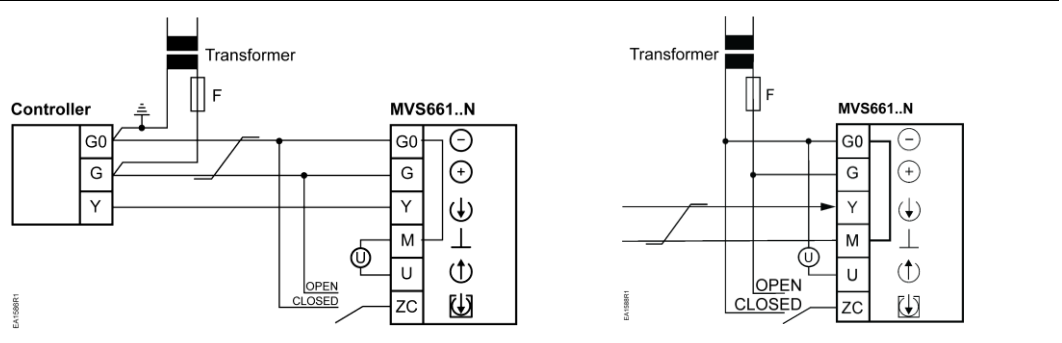 Transformer
F
Controller
MVS661..N
G0
G
Y
G0
G
Y
M
U
ZC
U
OPEN
CLOSED
EA1586R1
Transformer
F
MVS661..N
G0
G
Y
M
U
ZC
U
OPEN
CLOSED
EA1588R1